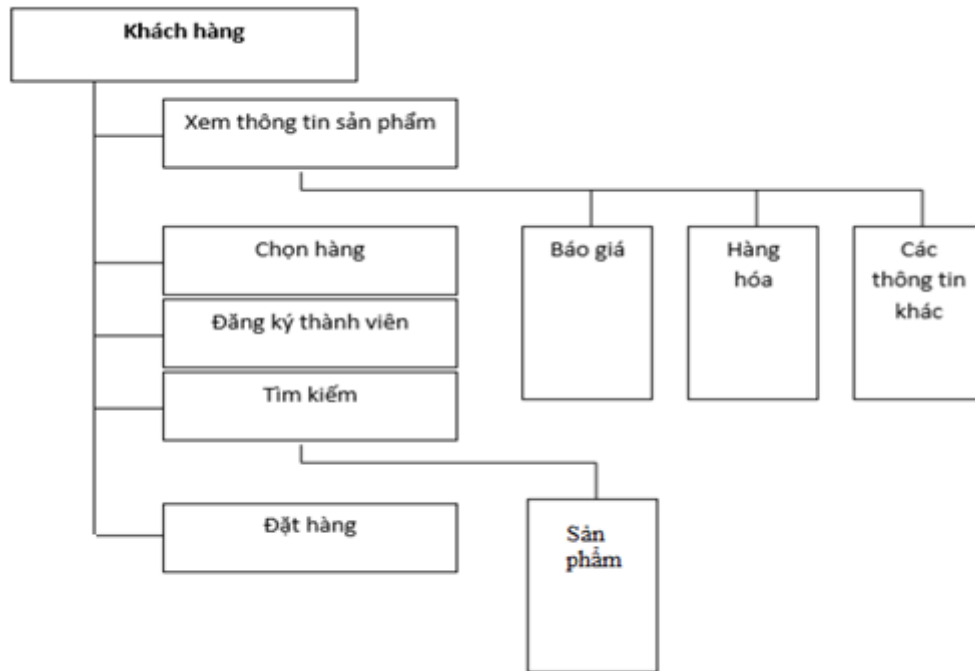 Khách hàng
Xem thông tin sản phẩm
Chọn hàng
Đăng ký thành viên
Tìm kiếm
Đặt hàng
Báo giá
Hàng
hóa
Các
thông tin
khác
Sản
phẩm